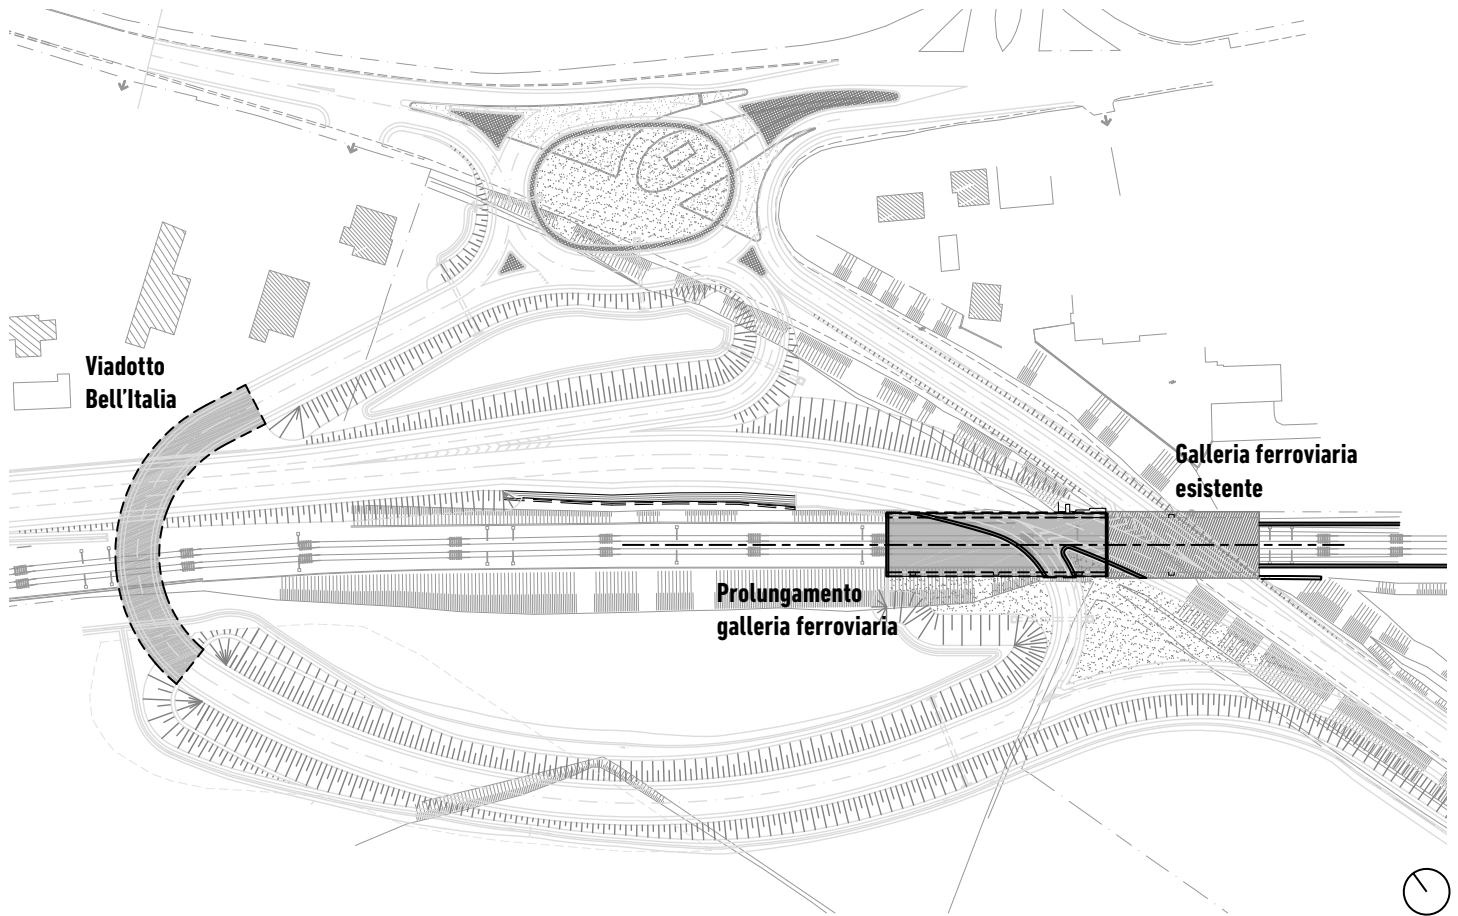 Viadotto
Bell'Italia
Galleria ferroviaria
esistente
Prolungamento
galleria ferroviaria